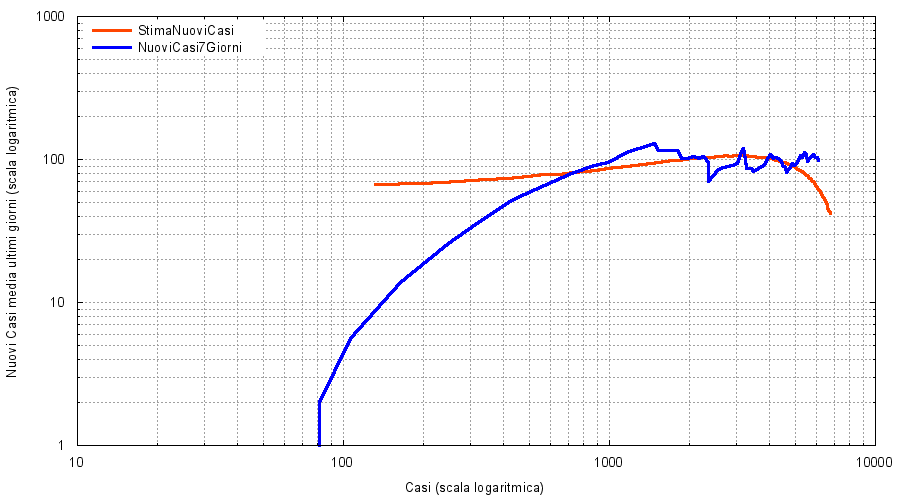 1000
StimaNuoviCasi
NuoviCasi7Giorni
100
10
1
10
100
1000
10000
Nuovi Casi media ultimi giorni (scala logaritmica)
Casi (scala logaritmica)